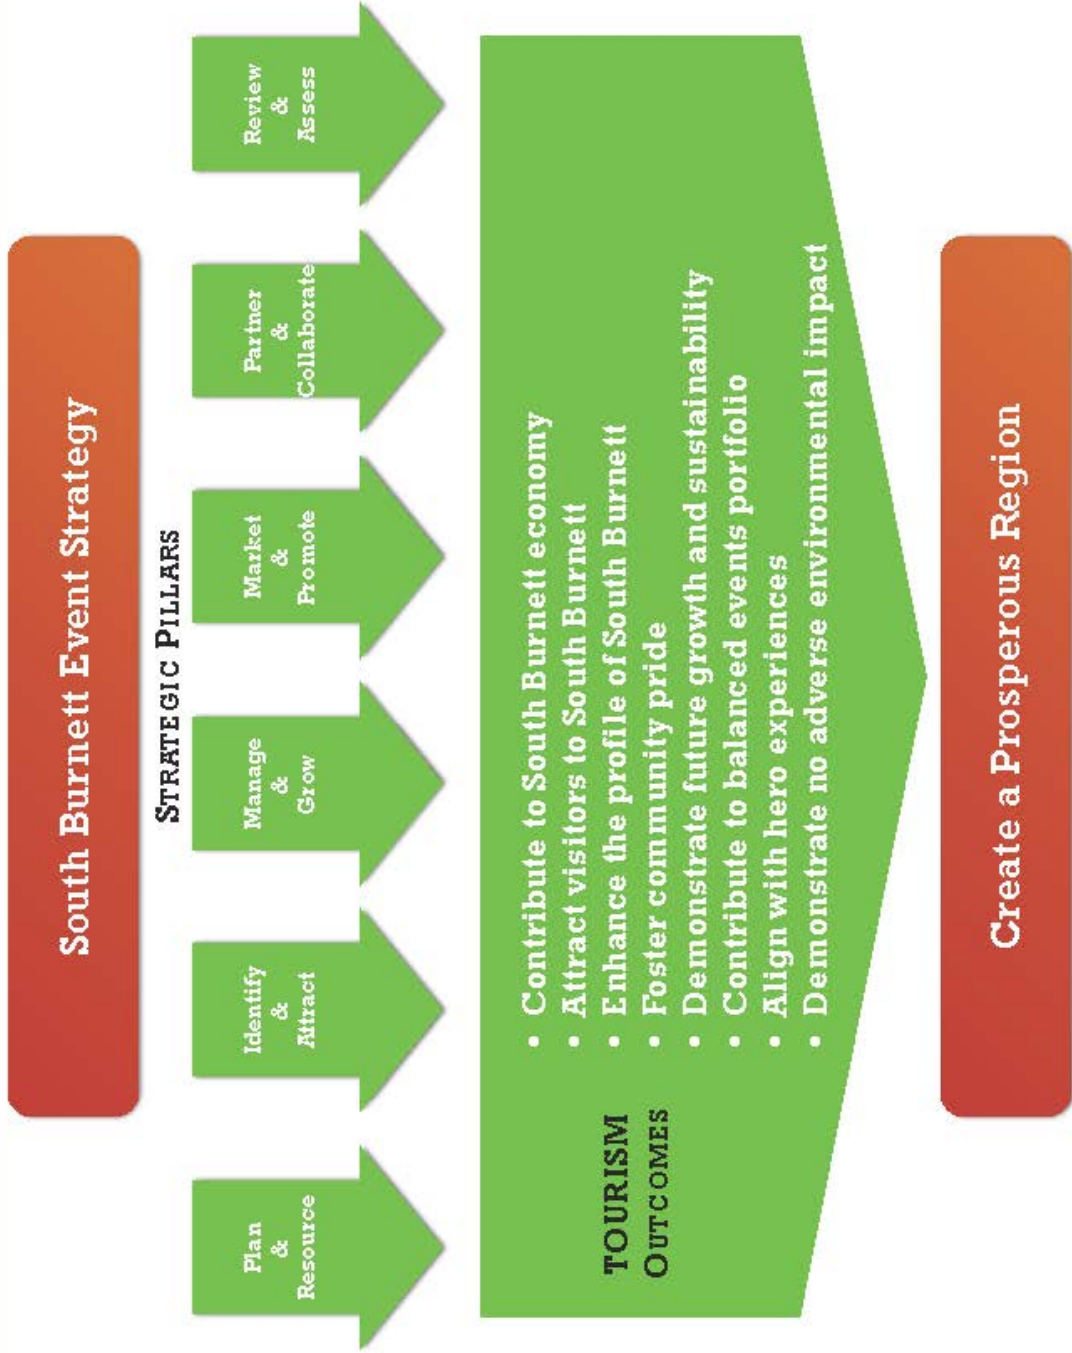 South Burnett Event Strategy
STRATEGIC PILLARS
Plan
&
Resource
Identify
&
Attract
Manage
&
Grow
Market
&
Promote
Partner
&
Collaborate
Review
&
Assess
TOURISM
OUTCOMES
• Contribute to South Burnett economy
• Attract visitors to South Burnett
• Enhance the profile of South Burnett
• Foster community pride
• Demonstrate future growth and sustainability
• Contribute to balanced events portfolio
• Align with hero experiences
• Demonstrate no adverse environmental impact
Create a Prosperous Region